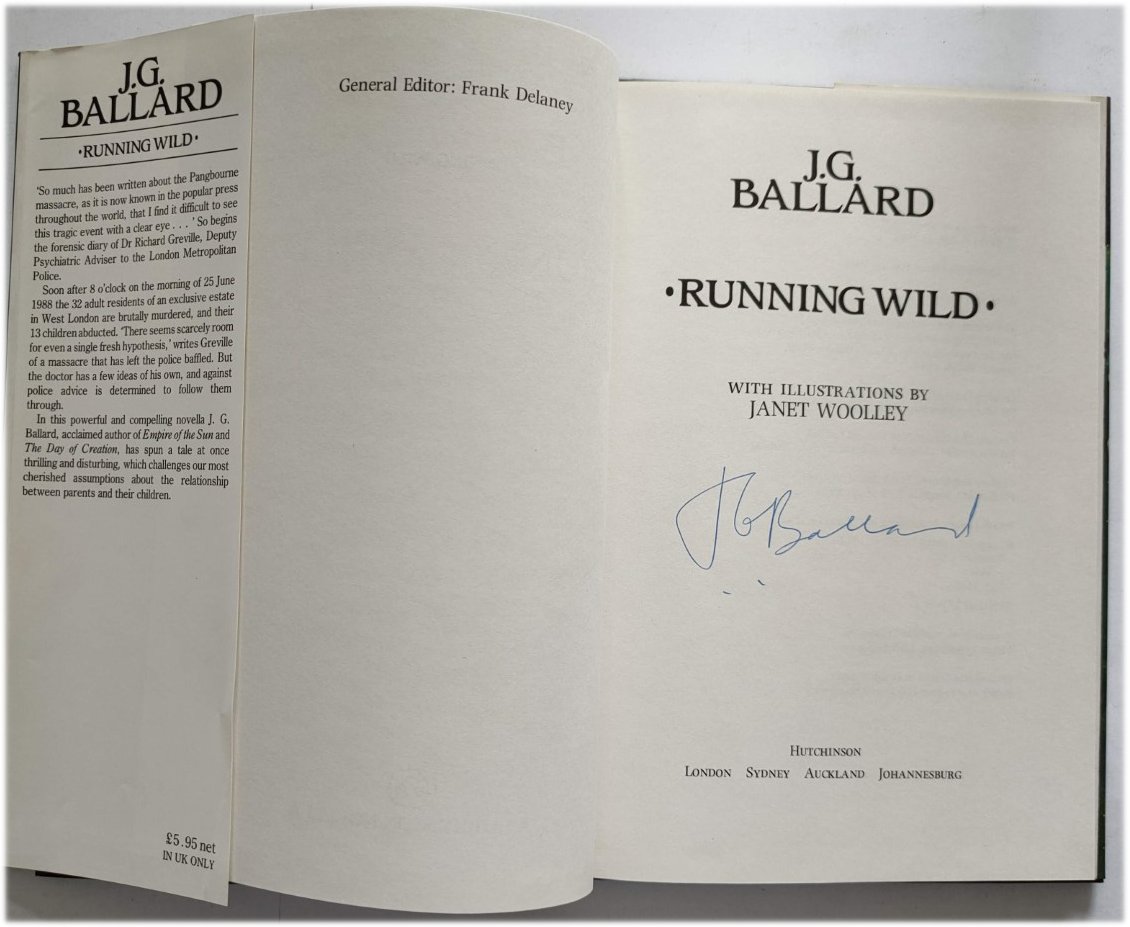 J.G.
BALLARD
•RUNNING WILD•
'So much has been written about the Pangbourne
massacre, as it is now known in the popular press
throughout the world, that I find it difficult to see
this tragic event with a clear eye . . . ' So begins
the forensic diary of Dr Richard Greville, Deputy
Psychiatric Adviser to the London Metropolitan
Police.
Soon after 8 o'clock on the morning of 25 June
1988 the 32 adult residents of an exclusive estate
in West London are brutally murdered, and their
13 children abducted. 'There seems scarcely room
for even a single fresh hypothesis,' writes Greville
of a massacre that has left the police baffled. But
the doctor has a few ideas of his own, and against
police advice is determined to follow them
through.
In this powerful and compelling novella J. G.
Ballard, acclaimed author of Empire of the Sun and
The Day of Creation, has spun a tale at once
thrilling and disturbing, which challenges our most
cherished assumptions about the relationship
between parents and their children.
£5.95 net
IN UK ONLY
General Editor: Frank Delaney
J.G.
BALLARD
•RUNNING WILD•
WITH ILLUSTRATIONS BY
JANET WOOLLEY
J G Ballard
HUTCHINSON
LONDON SYDNEY AUCKLAND JOHANNESBURG